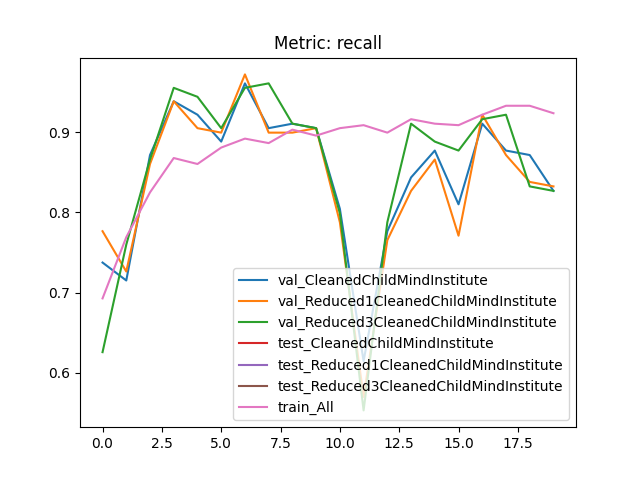 Metric: recall
0.9
0.8
0.7
0.6
val_CleanedChildMindInstitute
val_Reduced1CleanedChildMindInstitute
val_Reduced3CleanedChildMindInstitute
test_CleanedChildMindInstitute
test_Reduced1CleanedChildMindInstitute
test_Reduced3CleanedChildMindInstitute
train_All
0.0 2.5 5.0 7.5 10.0 12.5 15.0 17.5